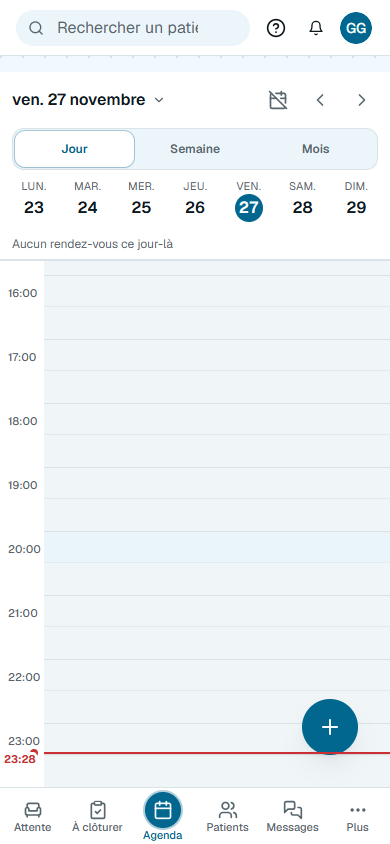 Rechercher un patie
GG
ven. 27 novembre
Jour Semaine Mois
LUN. MAR. MER. JEU. VEN. SAM. DIM.
23 24 25 26 27 28 29
Aucun rendez-vous ce jour-là
16:00
17:00
18:00
19:00
20:00
21:00
22:00
23:00
23:28
Attente À clôturer Agenda Patients Messages Plus